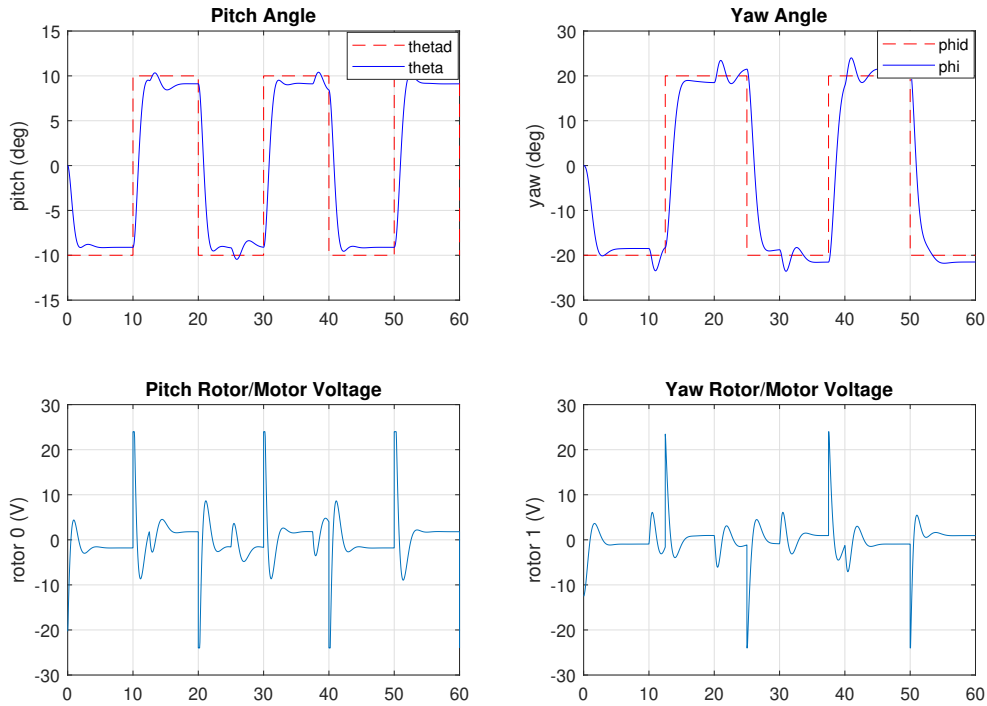 Pitch Angle
15
10
5
0
-5
-10
-15
pitch (deg)
0 10 20 30 40 50 60
thetad
theta
Yaw Angle
30
20
10
0
-10
-20
-30
yaw (deg)
0 10 20 30 40 50 60
phid
phi
Pitch Rotor/Motor Voltage
30
20
10
0
-10
-20
-30
rotor 0 (V)
0 10 20 30 40 50 60
Yaw Rotor/Motor Voltage
30
20
10
0
-10
-20
-30
rotor 1 (V)
0 10 20 30 40 50 60